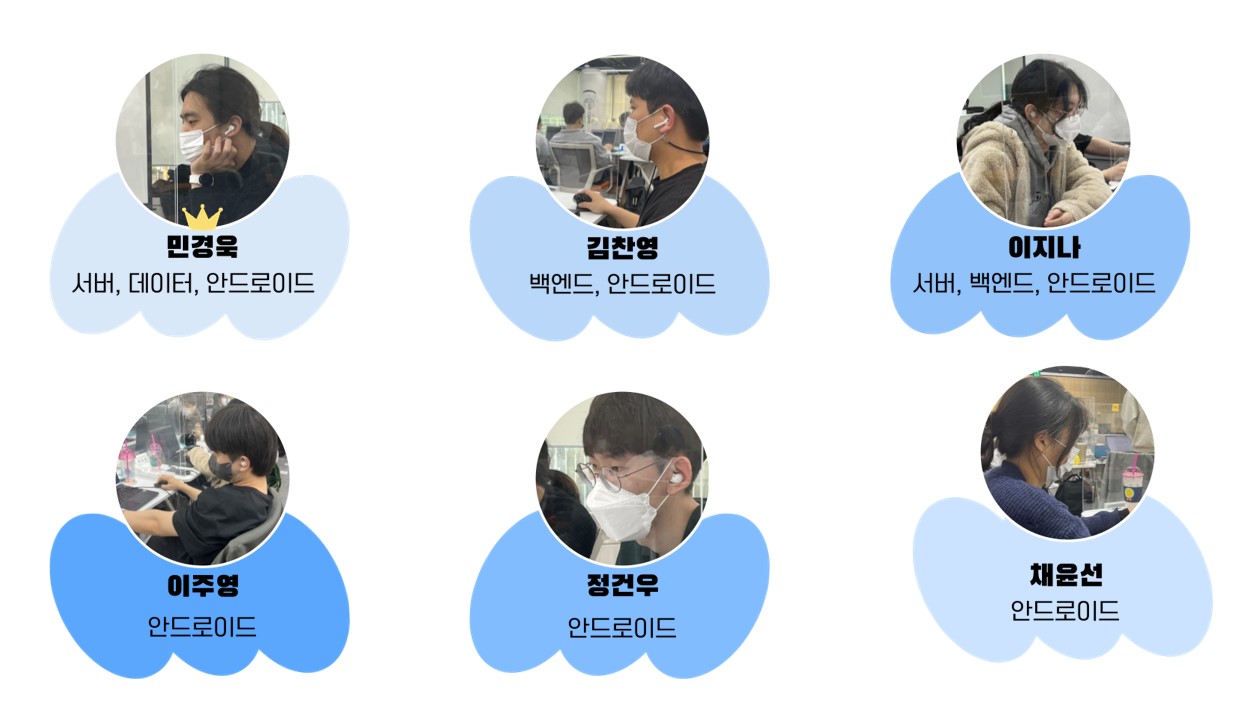 민경욱
서버, 데이터, 안드로이드
김찬영
백엔드, 안드로이드
이지나
서버, 백엔드, 안드로이드
이주영
안드로이드
정건우
안드로이드
채윤선
안드로이드